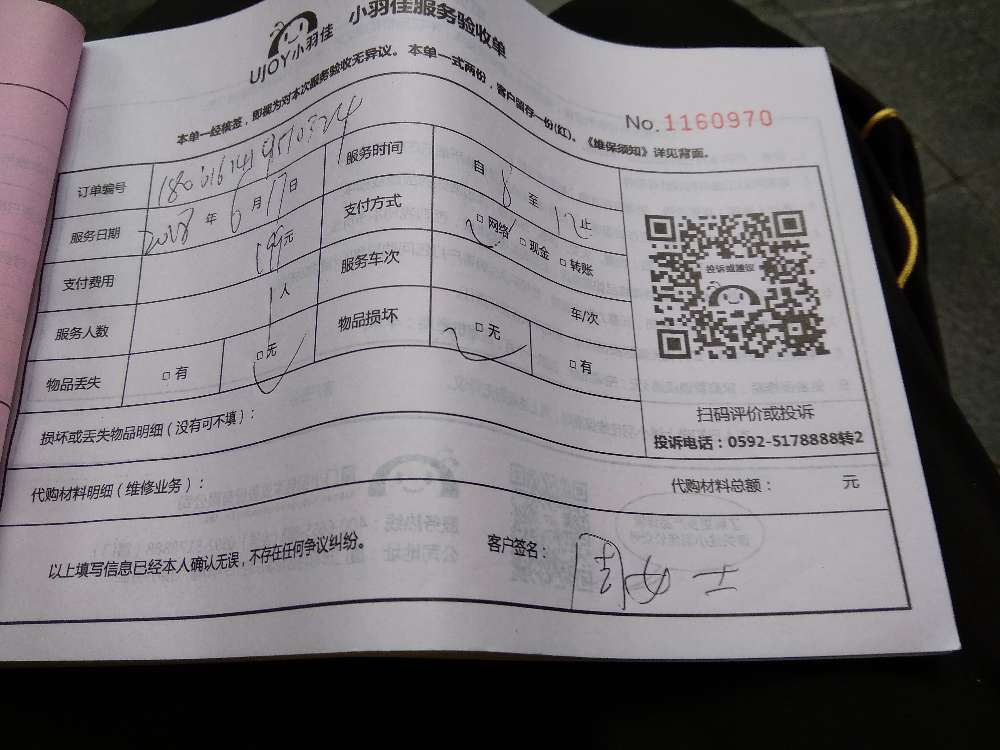 UJOY小羽佳 小羽佳服务验收单
本单一经核签，即视为对本次服务验收无异议。本单一式两份，客户留存一份(红)。《维保须知》详见背面。
No.1160970
订单编号 服务时间 自 8 至 12 止
服务日期 2018 年 6 月 17 日 支付方式 □ 网络 □ 现金 □ 转账
支付费用 199 元 服务车次 车/次
服务人数 1 人 物品损坏 □ 无 □ 有
物品丢失 □ 有 □ 无
投诉或建议
扫码评价或投诉
投诉电话：0592-5178888转2
损坏或丢失物品明细（没有可不填）：
代购材料明细（维修业务）： 代购材料总额： 元
以上填写信息已经本人确认无误，不存在任何争议纠纷。 客户签名：